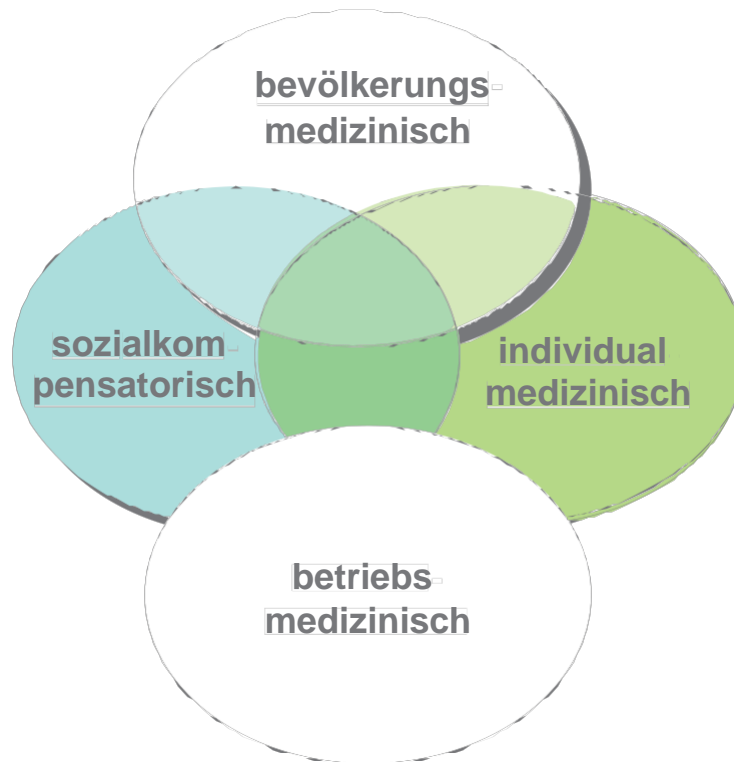 bevölkerungs-
medizinisch
sozialkom-
pensatorisch
individual
medizinisch
betriebs-
medizinisch